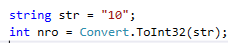 string str = "10";
int nro = Convert.ToInt32(str);